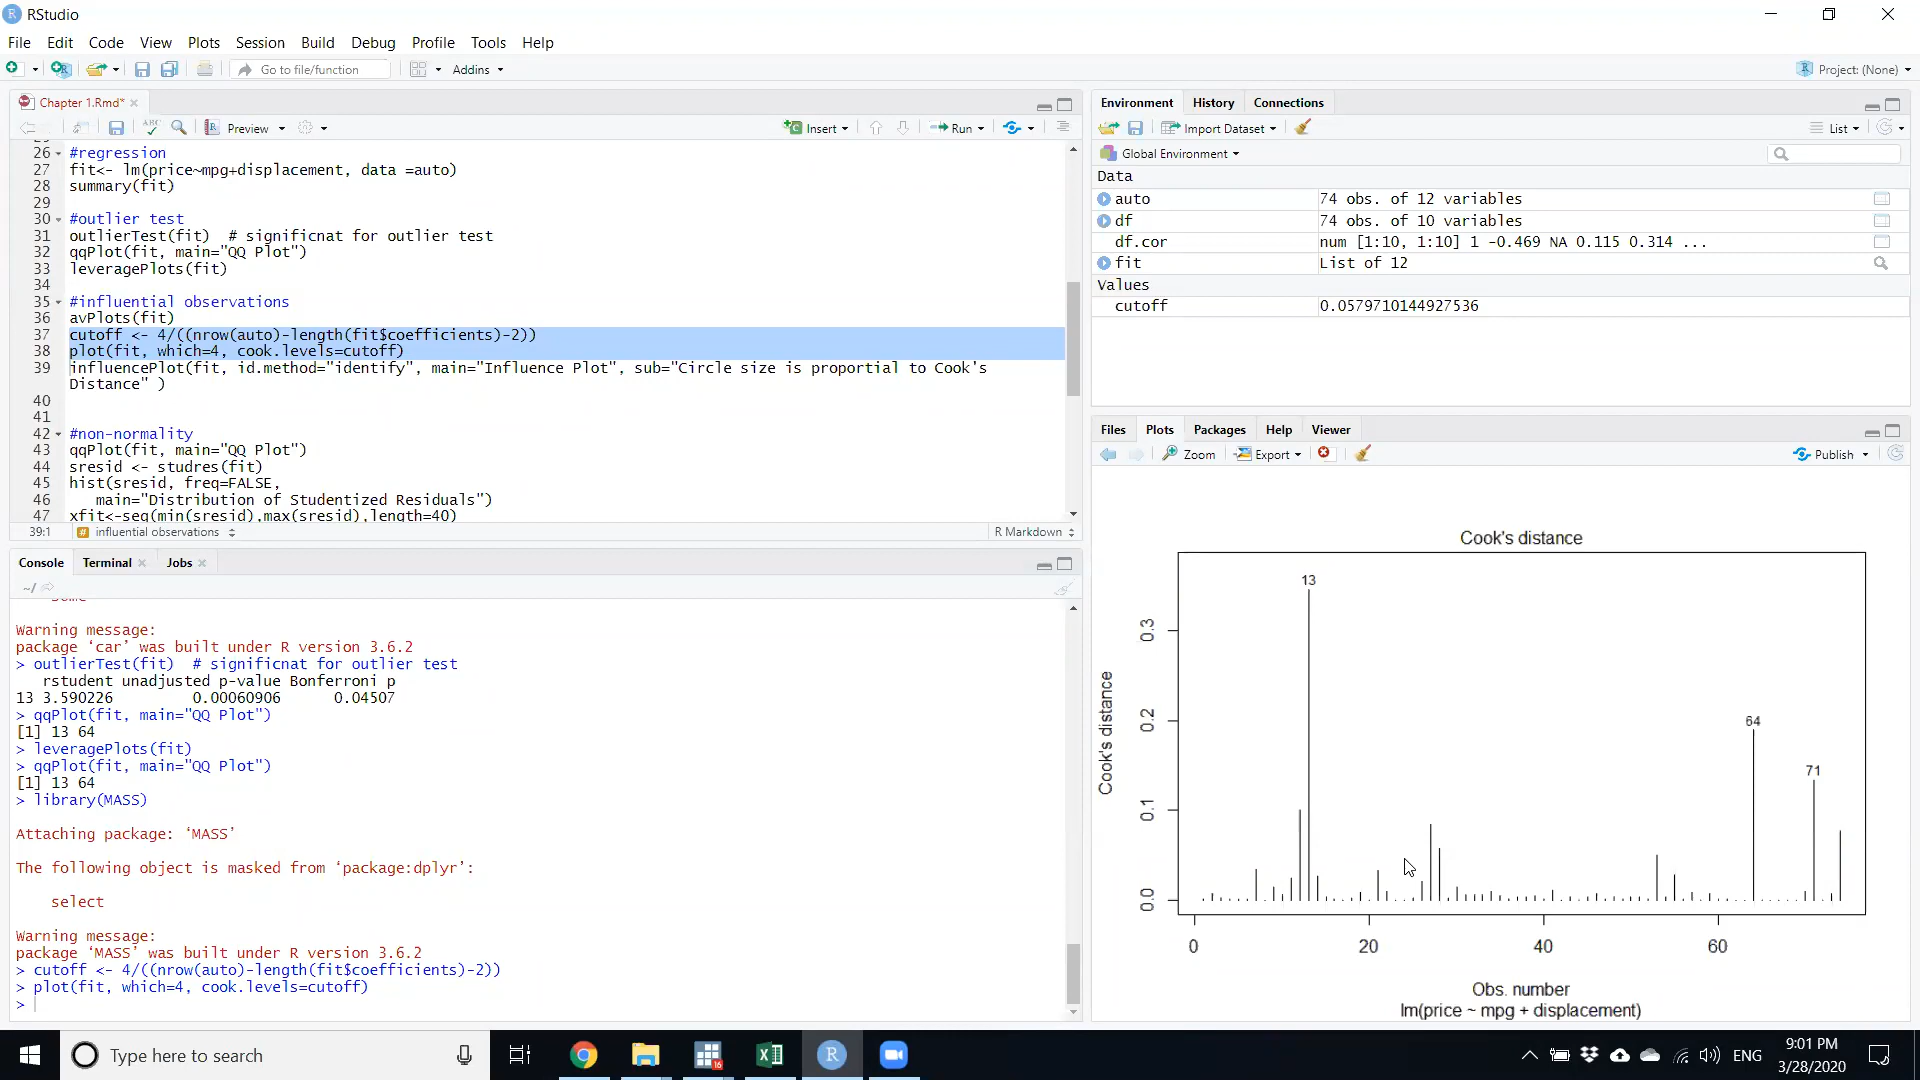 RStudio
File Edit Code View Plots Session Build Debug Profile Tools Help
Go to file/function Addins Project: (None)
Chapter 1.Rmd*
ABC Preview Insert Run
26 #regression
27 fit<- lm(price~mpg+displacement, data =auto)
28 summary(fit)
29
30 #outlier test
31 outlierTest(fit)  # significnat for outlier test
32 qqPlot(fit, main="QQ Plot")
33 leveragePlots(fit)
34
35 #influential observations
36 avPlots(fit)
37 cutoff <- 4/((nrow(auto)-length(fit$coefficients)-2))
38 plot(fit, which=4, cook.levels=cutoff)
39 influencePlot(fit, id.method="identify", main="Influence Plot", sub="Circle size is proportial to Cook's
Distance" )
40
41
42 #non-normality
43 qqPlot(fit, main="QQ Plot")
44 sresid <- studres(fit)
45 hist(sresid, freq=FALSE,
46 main="Distribution of Studentized Residuals")
47 xfit<-seq(min(sresid),max(sresid),length=40)
39:1 # influential observations R Markdown
Console Terminal Jobs
~/
some
Warning message:
package ‘car’ was built under R version 3.6.2
> outlierTest(fit)  # significnat for outlier test
rstudent unadjusted p-value Bonferroni p
13 3.590226 0.00060906 0.04507
> qqPlot(fit, main="QQ Plot")
[1] 13 64
> leveragePlots(fit)
> qqPlot(fit, main="QQ Plot")
[1] 13 64
> library(MASS)
Attaching package: ‘MASS’
The following object is masked from ‘package:dplyr’:
select
Warning message:
package ‘MASS’ was built under R version 3.6.2
> cutoff <- 4/((nrow(auto)-length(fit$coefficients)-2))
> plot(fit, which=4, cook.levels=cutoff)
>
Environment History Connections
Import Dataset List
Global Environment
Data
auto 74 obs. of 12 variables
df 74 obs. of 10 variables
df.cor num [1:10, 1:10] 1 -0.469 NA 0.115 0.314 ...
fit List of 12
Values
cutoff 0.0579710144927536
Files Plots Packages Help Viewer
Zoom Export Publish
Cook's distance
Cook's distance
0.3
0.2
0.1
0.0
13
64
71
0 20 40 60
Obs. number
lm(price ~ mpg + displacement)
Type here to search
16
R
ENG
9:01 PM
3/28/2020